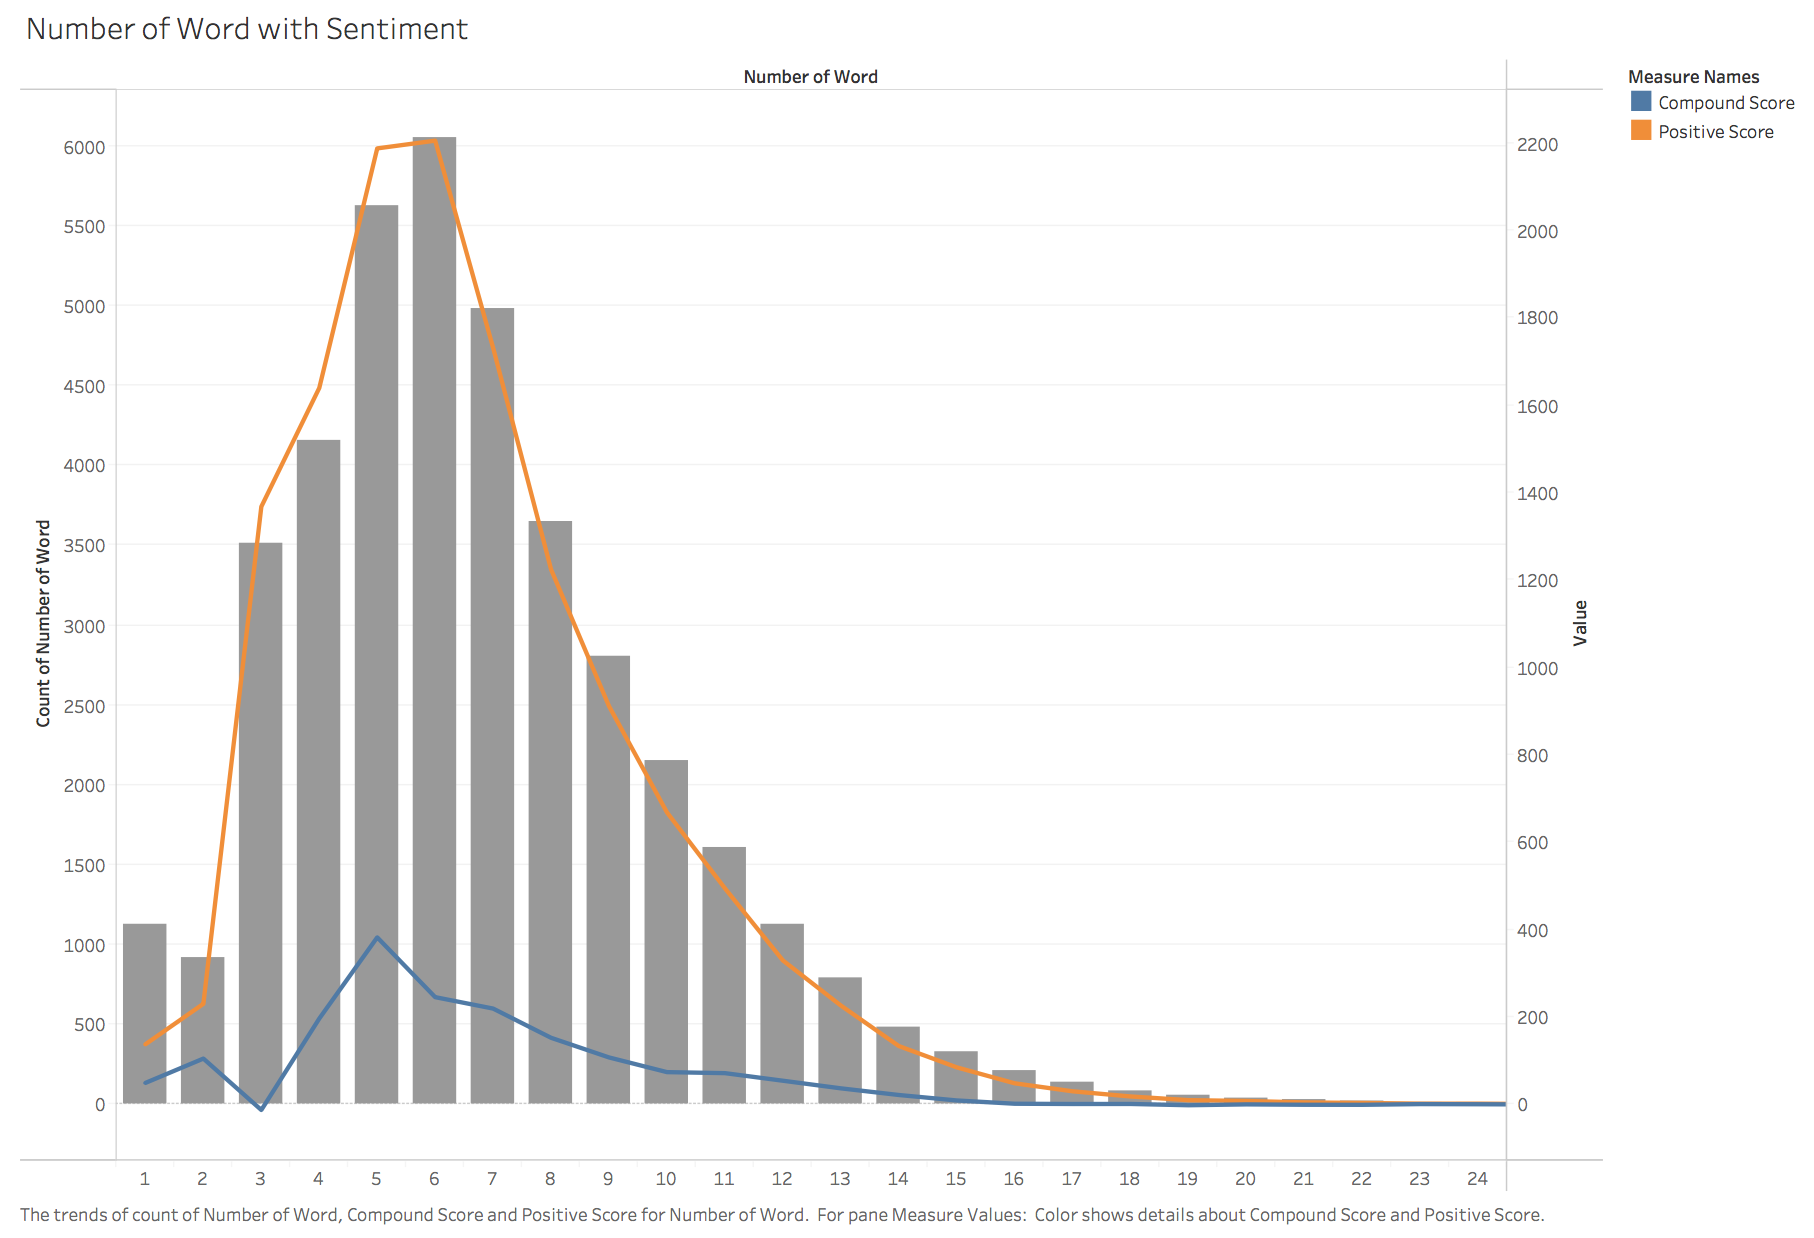 Number of Word with Sentiment
Number of Word
Measure Names
Compound Score
Positive Score
6000
5500
5000
4500
4000
3500
3000
2500
2000
1500
1000
500
0
Count of Number of Word
2200
2000
1800
1600
1400
1200
1000
800
600
400
200
0
Value
1 2 3 4 5 6 7 8 9 10 11 12 13 14 15 16 17 18 19 20 21 22 23 24
The trends of count of Number of Word, Compound Score and Positive Score for Number of Word. For pane Measure Values: Color shows details about Compound Score and Positive Score.